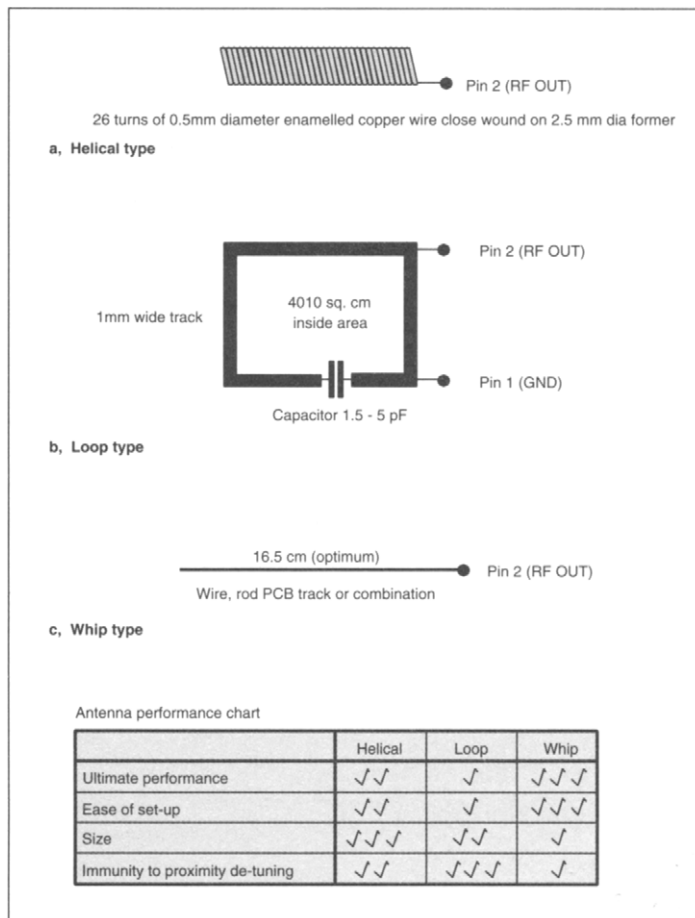 Pin 2 (RF OUT)
26 turns of 0.5mm diameter enamelled copper wire close wound on 2.5 mm dia former
a, Helical type
Pin 2 (RF OUT)
1mm wide track
4010 sq. cm
inside area
Pin 1 (GND)
Capacitor 1.5 - 5 pF
b, Loop type
16.5 cm (optimum)
Pin 2 (RF OUT)
Wire, rod PCB track or combination
c, Whip type
Antenna performance chart
Helical Loop Whip
Ultimate performance √√ √ √√√
Ease of set-up √√ √ √√√
Size √√√ √√ √
Immunity to proximity de-tuning √√ √√√ √